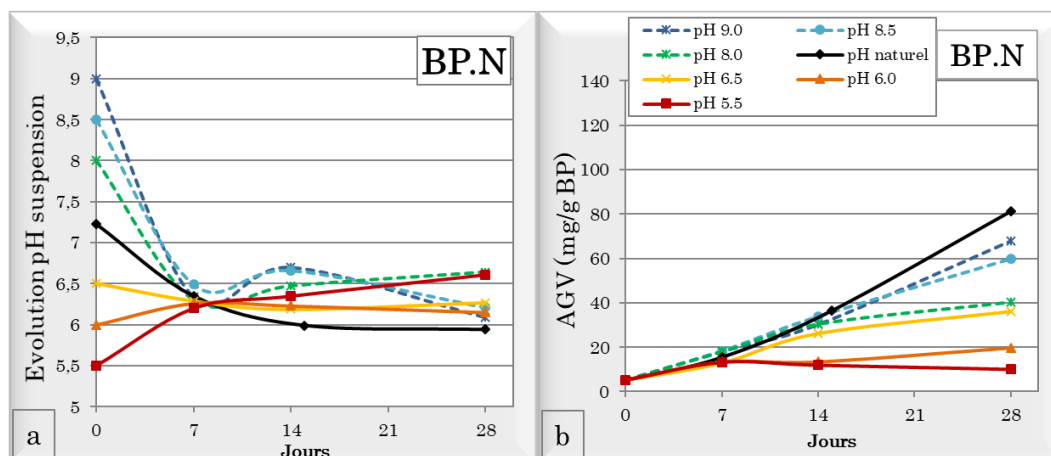 9,5
9
8,5
8
7,5
7
6,5
6
5,5
5
Evolution pH suspension
BP.N
0 7 14 21 28
Jours
a
pH 9.0 pH 8.5
pH 8.0 pH naturel
pH 6.5 pH 6.0
pH 5.5
BP.N
140
120
100
80
60
40
20
0
AGV (mg/g BP)
0 7 14 21 28
Jours
b